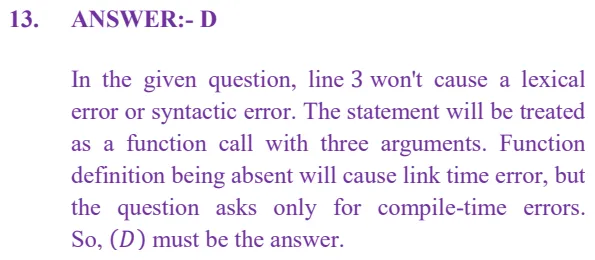 13. ANSWER:- D
In the given question, line 3 won't cause a lexical
error or syntactic error. The statement will be treated
as a function call with three arguments. Function
definition being absent will cause link time error, but
the question asks only for compile-time errors.
So, (D) must be the answer.